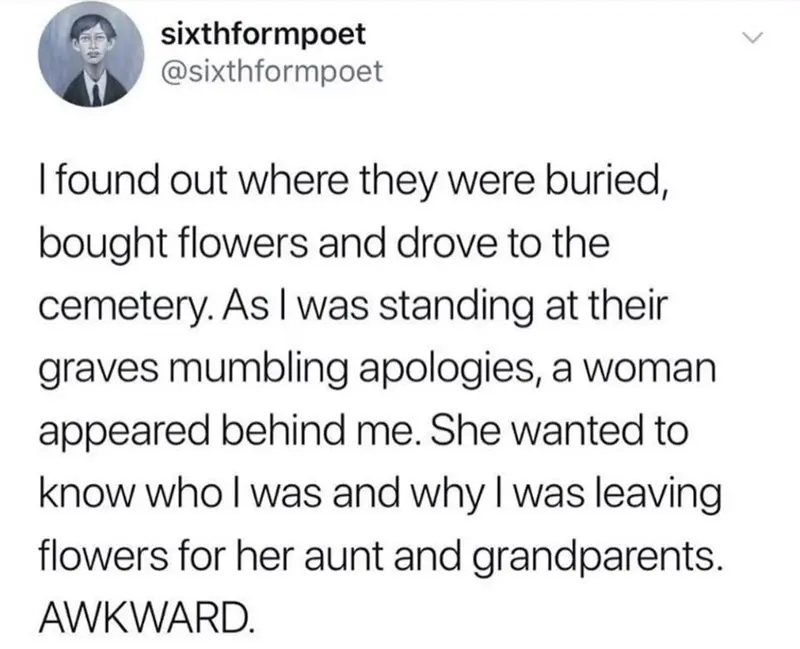 sixthformpoet
@sixthformpoet
I found out where they were buried,
bought flowers and drove to the
cemetery. As I was standing at their
graves mumbling apologies, a woman
appeared behind me. She wanted to
know who I was and why I was leaving
flowers for her aunt and grandparents.
AWKWARD.